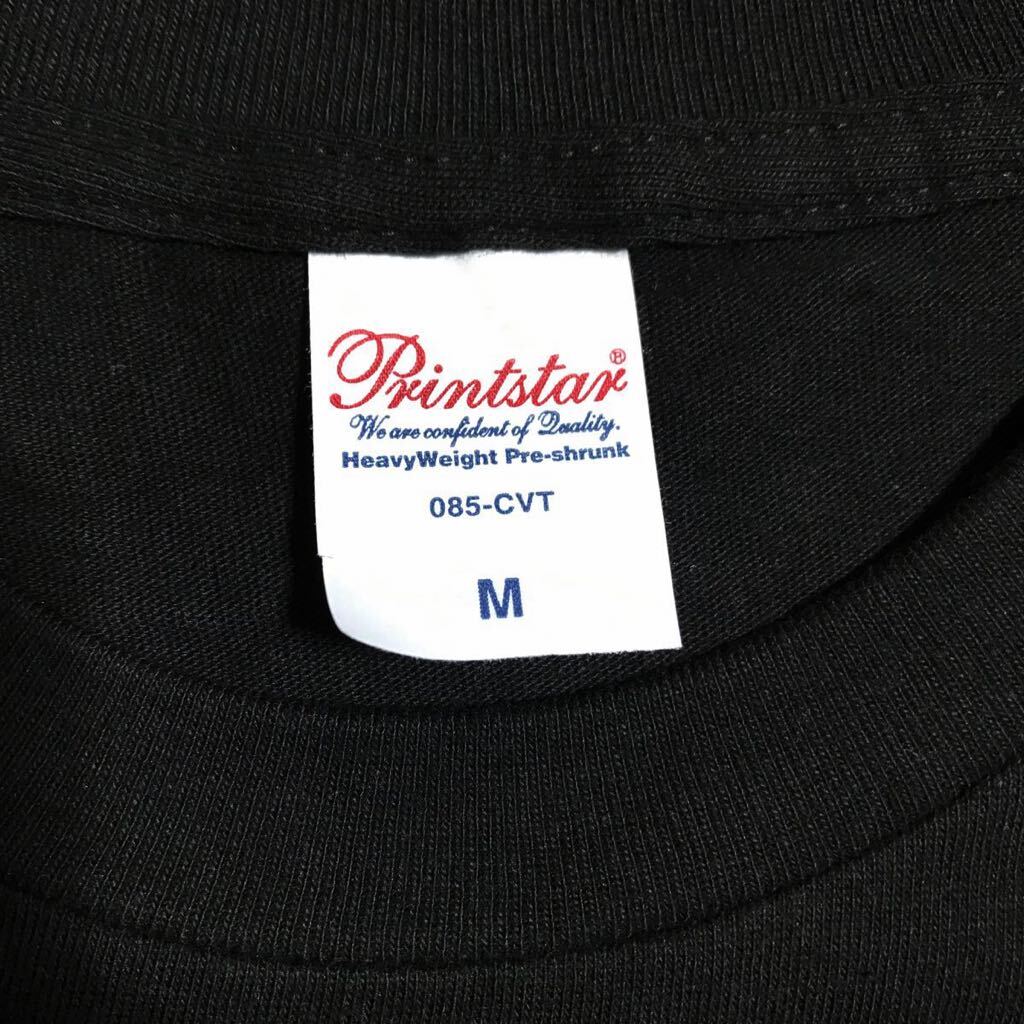 Printstar®
We are confident of Quality.
HeavyWeight Pre-shrunk
085-CVT
M